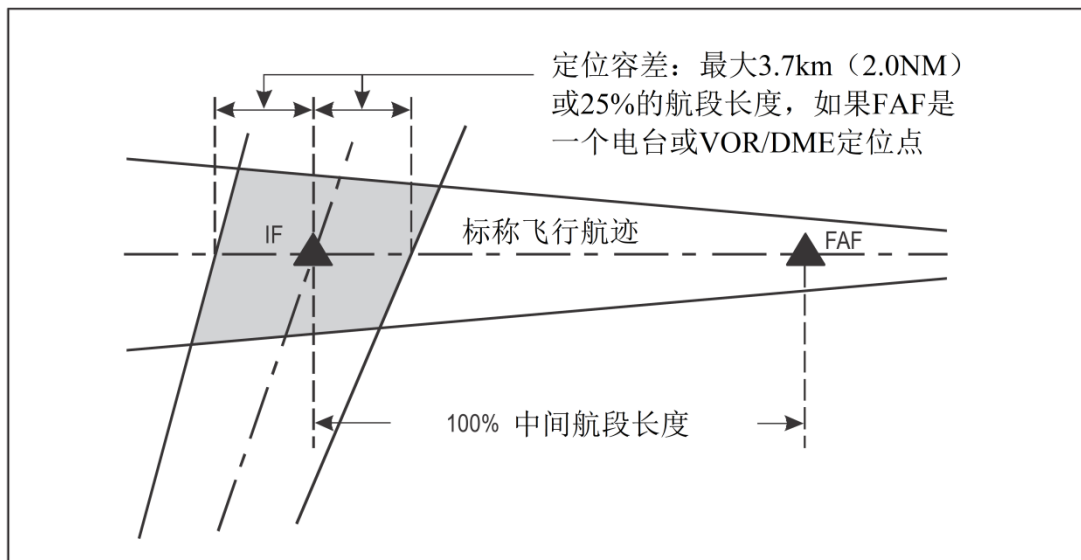 定位容差：最大3.7km（2.0NM）
或25%的航段长度，如果FAF是
一个电台或VOR/DME定位点
IF
标称飞行航迹
FAF
100% 中间航段长度